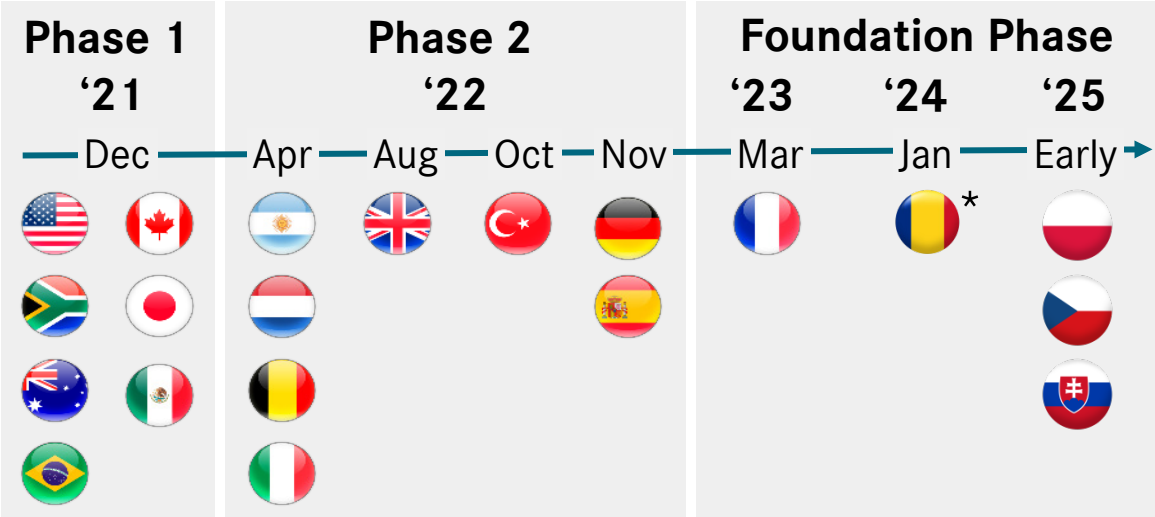 Phase 1
‘21
Phase 2
‘22
Foundation Phase
‘23 ‘24 ‘25
Dec Apr Aug Oct Nov Mar Jan Early
*